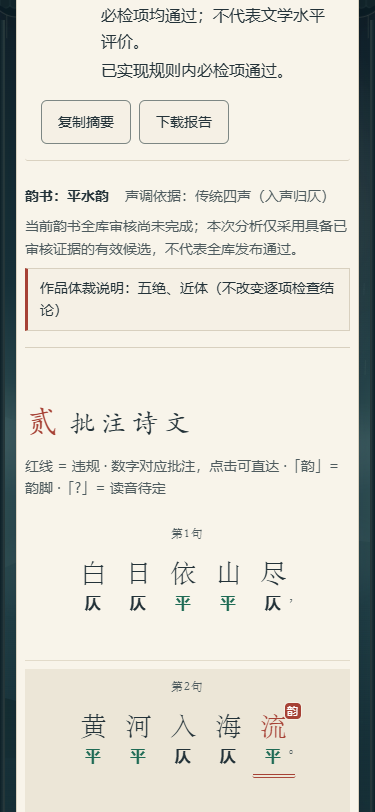 必检项均通过；不代表文学水平
评价。
已实现规则内必检项通过。
复制摘要 下载报告
韵书：平水韵 声调依据：传统四声（入声归仄）
当前韵书全库审核尚未完成；本次分析仅采用具备已
审核证据的有效候选，不代表全库发布通过。
作品体裁说明：五绝、近体（不改变逐项检查结
论）
贰 批注诗文
红线 = 违规 · 数字对应批注，点击可直达 ·「韵」=
韵脚 ·「?」= 读音待定
第1句
白 日 依 山 尽
仄 仄 平 平 仄 ，
第2句
黄 河 入 海 流 韵
平 平 仄 仄 平 。